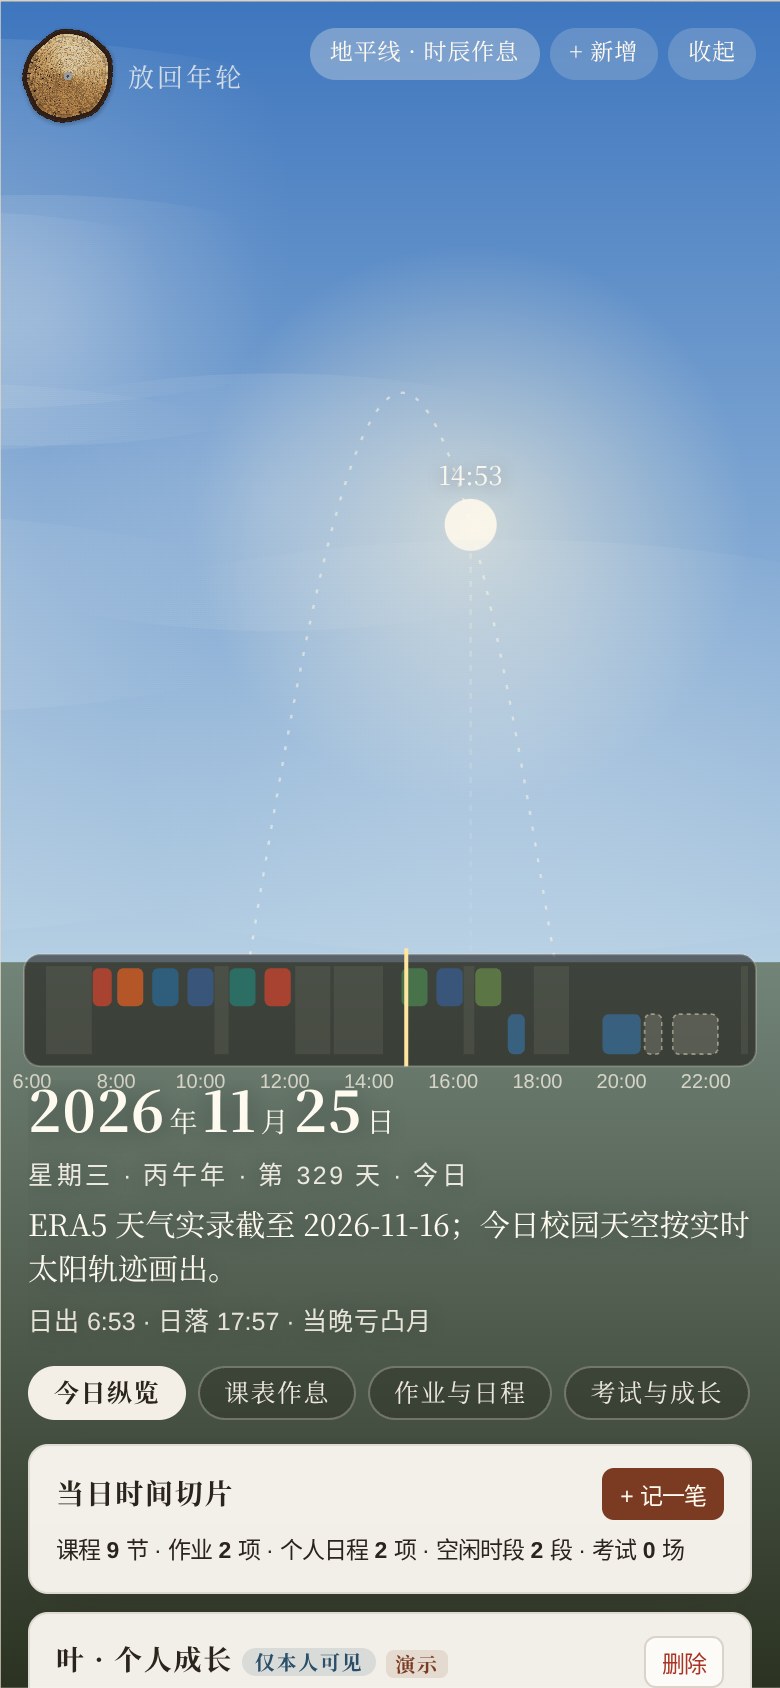 放回年轮
地平线 · 时辰作息
+ 新增
收起
14:53
6:00 8:00 10:00 12:00 14:00 16:00 18:00 20:00 22:00
2026年11月25日
星期三 · 丙午年 · 第 329 天 · 今日
ERA5 天气实录截至 2026-11-16；今日校园天空按实时
太阳轨迹画出。
日出 6:53 · 日落 17:57 · 当晚亏凸月
今日纵览 课表作息 作业与日程 考试与成长
当日时间切片
+ 记一笔
课程 9 节 · 作业 2 项 · 个人日程 2 项 · 空闲时段 2 段 · 考试 0 场
叶 · 个人成长 仅本人可见 演示
删除